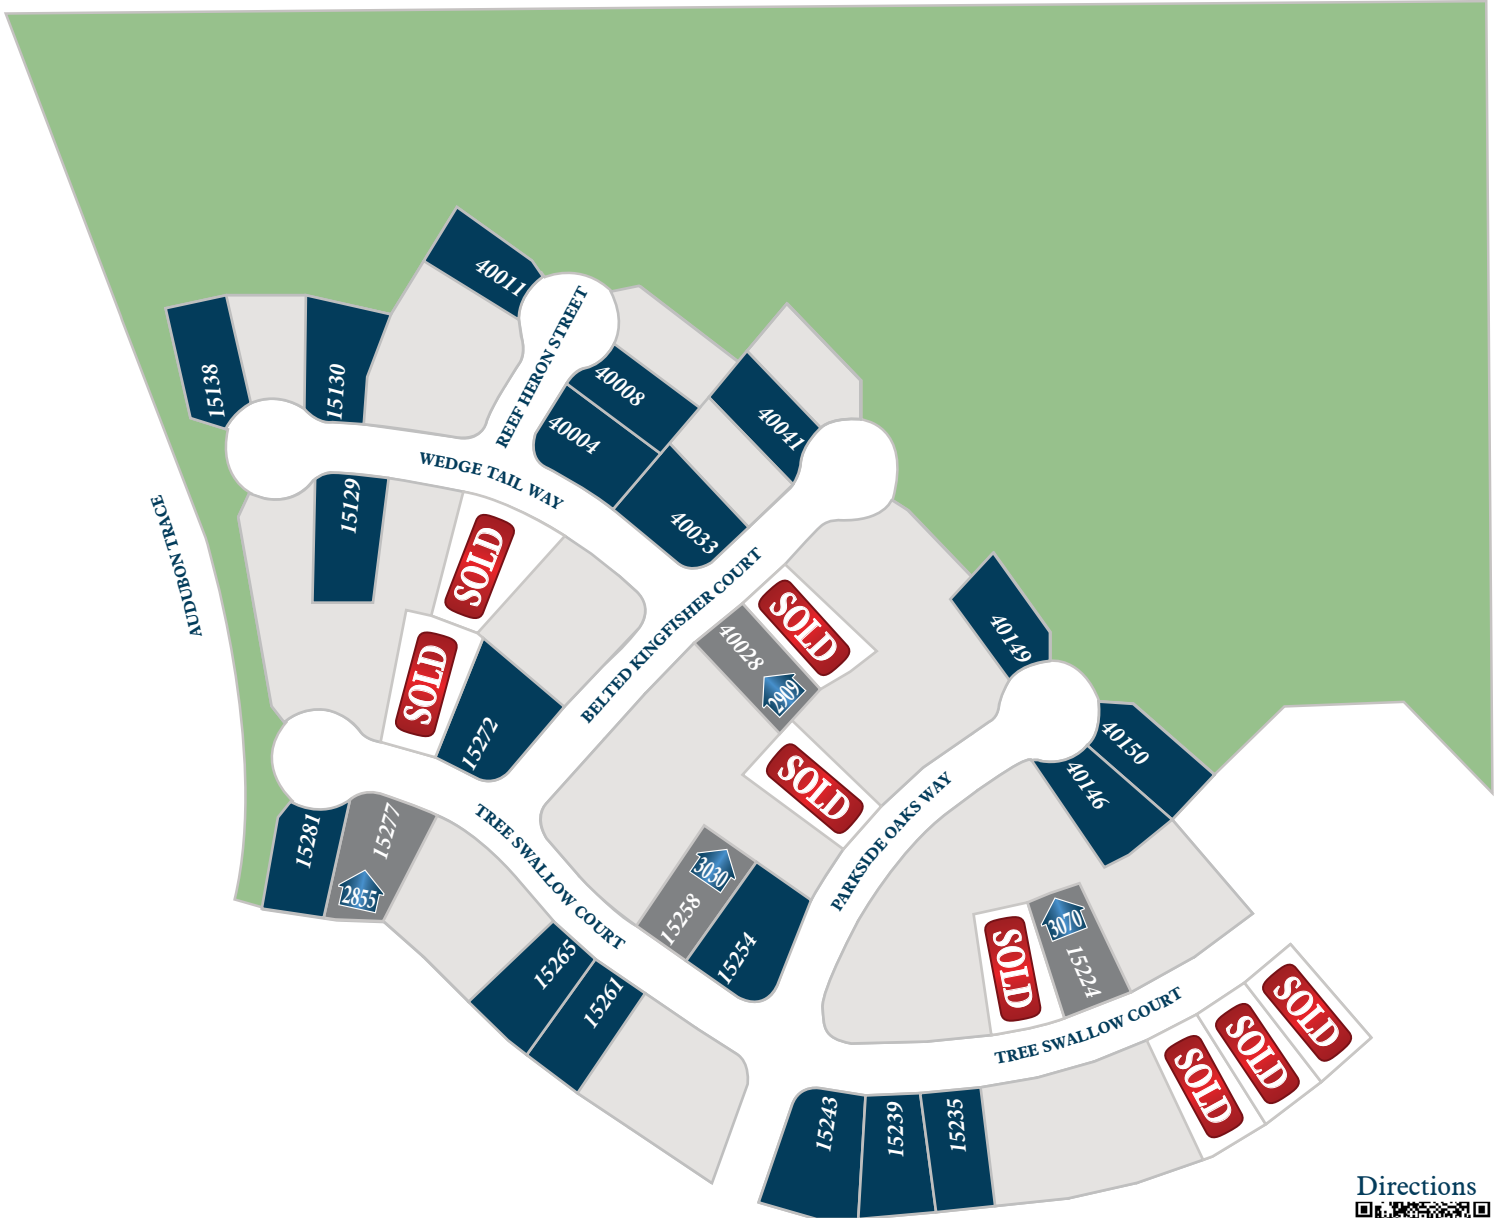 40011
REEF HERON STREET
15138
15130
40008
40004
40041
40033
WEDGE TAIL WAY
AUDUBON TRACE
15129
SOLD
SOLD
15272
BELTED KINGFISHER COURT
SOLD
40028
2909
SOLD
40149
40150
40146
PARKSIDE OAKS WAY
15281
15277
2855
TREE SWALLOW COURT
3030
15258
15254
15265
15261
SOLD
3070
15224
TREE SWALLOW COURT
SOLD
SOLD
SOLD
15243
15239
15235
Directions